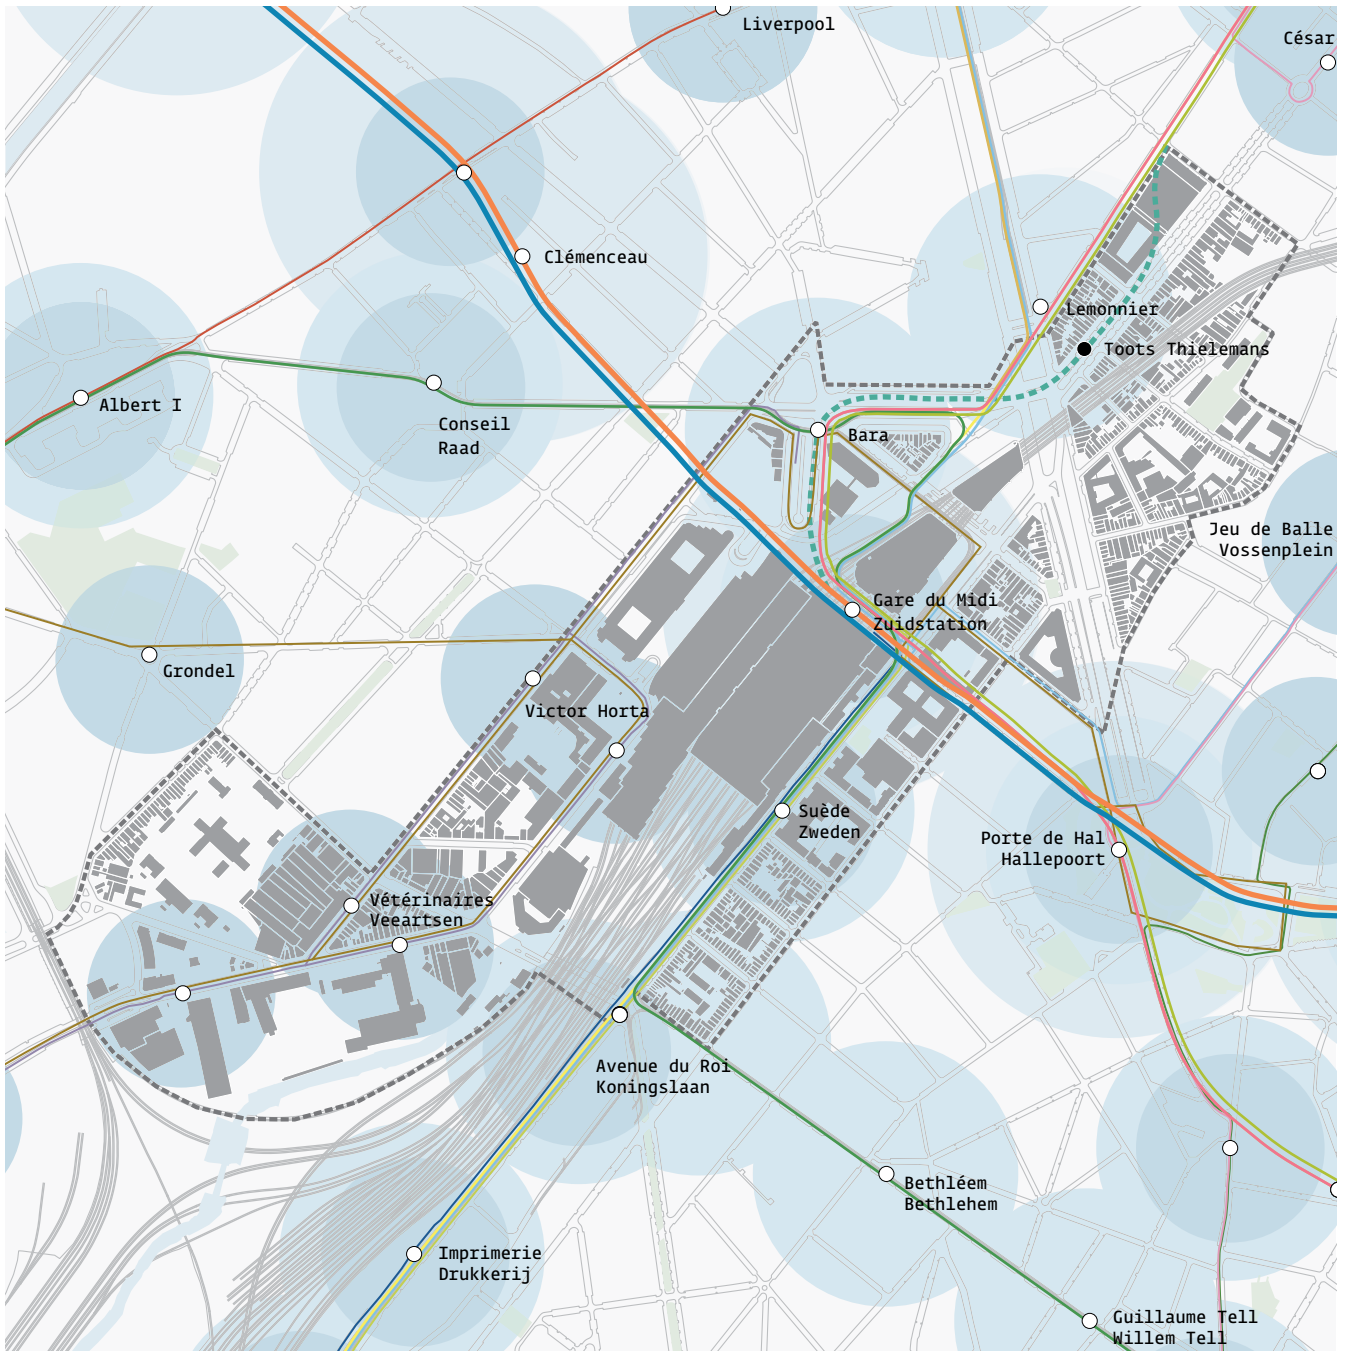 Liverpool
César
Clémenceau
Lemonnier
Toots Thielemans
Albert I
Conseil
Raad
Bara
Jeu de Balle
Vossenplein
Gare du Midi
Zuidstation
Grondel
Victor Horta
Suède
Zweden
Porte de Hal
Hallepoort
Vétérinaires
Veeartsen
Avenue du Roi
Koningslaan
Bethléem
Bethlehem
Imprimerie
Drukkerij
Guillaume Tell
Willem Tell